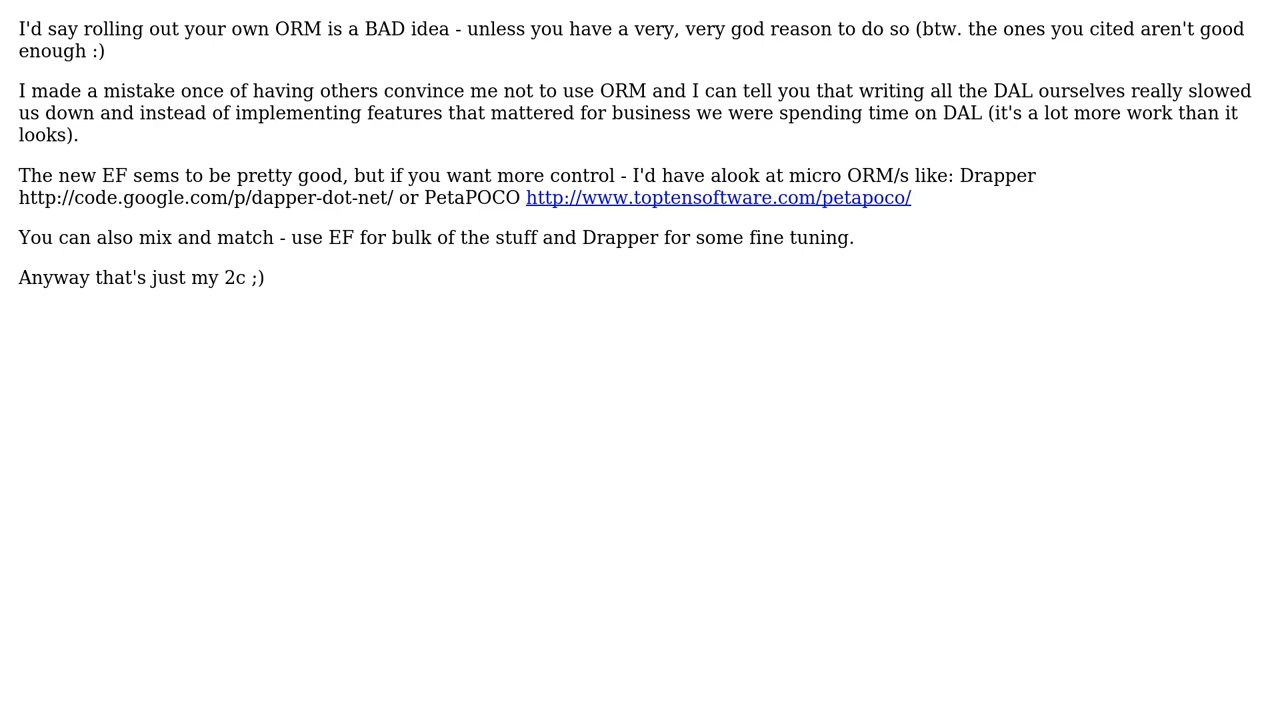 I'd say rolling out your own ORM is a BAD idea - unless you have a very, very god reason to do so (btw. the ones you cited aren't good
enough :)
I made a mistake once of having others convince me not to use ORM and I can tell you that writing all the DAL ourselves really slowed
us down and instead of implementing features that mattered for business we were spending time on DAL (it's a lot more work than it
looks).
The new EF sems to be pretty good, but if you want more control - I'd have alook at micro ORM/s like: Drapper
http://code.google.com/p/dapper-dot-net/ or PetaPOCO http://www.toptensoftware.com/petapoco/
You can also mix and match - use EF for bulk of the stuff and Drapper for some fine tuning.
Anyway that's just my 2c ;)